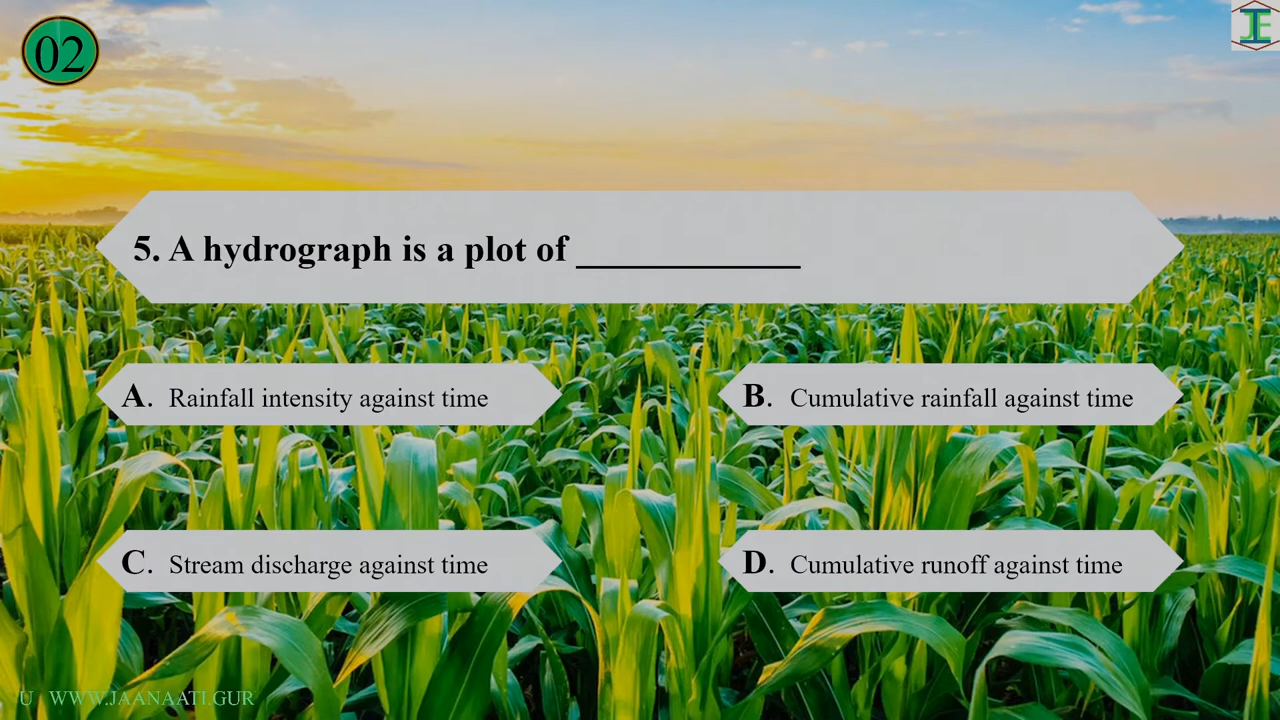 02
JE
5. A hydrograph is a plot of ____________
A. Rainfall intensity against time
B. Cumulative rainfall against time
C. Stream discharge against time
D. Cumulative runoff against time
U WWW.JAANAATI.GUR